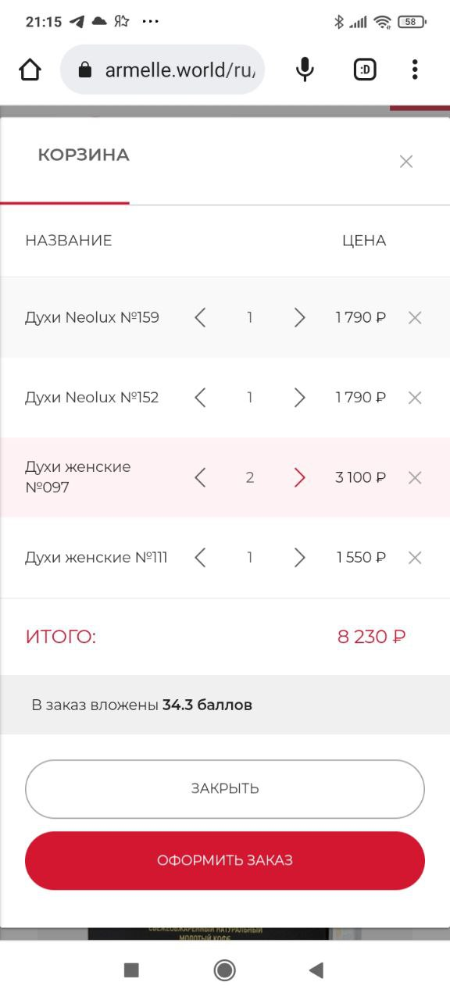 21:15
58
armelle.world/ru/
:D
КОРЗИНА
НАЗВАНИЕ ЦЕНА
Духи Neolux №159 1 1 790 ₽
Духи Neolux №152 1 1 790 ₽
Духи женские
№097 2 3 100 ₽
Духи женские №111 1 1 550 ₽
ИТОГО: 8 230 ₽
В заказ вложены 34.3 баллов
ЗАКРЫТЬ
ОФОРМИТЬ ЗАКАЗ
СВЕЖЕОБЖАРЕННЫЙ НАТУРАЛЬНЫЙ
МОЛОТЫЙ КОФЕ